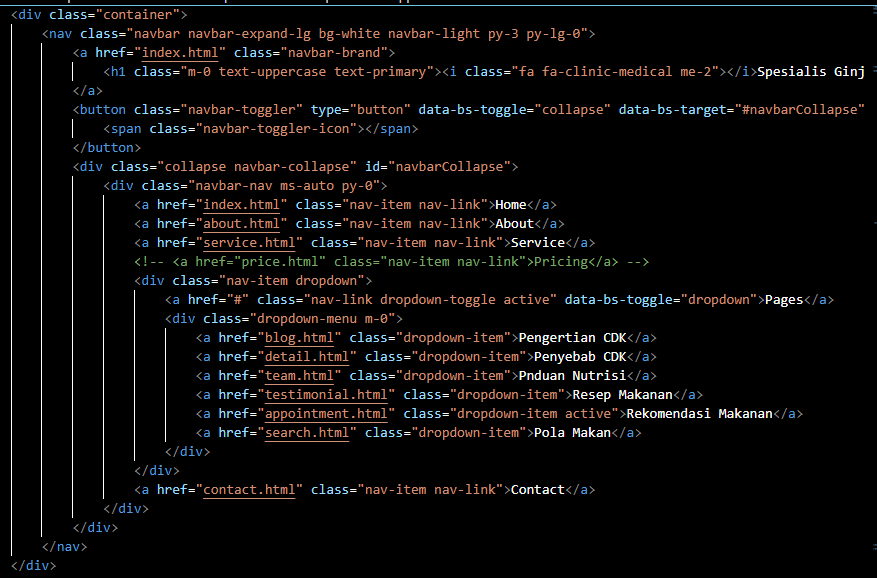 <div class="container">
<nav class="navbar navbar-expand-lg bg-white navbar-light py-3 py-lg-0">
<a href="index.html" class="navbar-brand">
<h1 class="m-0 text-uppercase text-primary"><i class="fa fa-clinic-medical me-2"></i>Spesialis Ginj
</a>
<button class="navbar-toggler" type="button" data-bs-toggle="collapse" data-bs-target="#navbarCollapse"
<span class="navbar-toggler-icon"></span>
</button>
<div class="collapse navbar-collapse" id="navbarCollapse">
<div class="navbar-nav ms-auto py-0">
<a href="index.html" class="nav-item nav-link">Home</a>
<a href="about.html" class="nav-item nav-link">About</a>
<a href="service.html" class="nav-item nav-link">Service</a>
<!-- <a href="price.html" class="nav-item nav-link">Pricing</a> -->
<div class="nav-item dropdown">
<a href="#" class="nav-link dropdown-toggle active" data-bs-toggle="dropdown">Pages</a>
<div class="dropdown-menu m-0">
<a href="blog.html" class="dropdown-item">Pengertian CDK</a>
<a href="detail.html" class="dropdown-item">Penyebab CDK</a>
<a href="team.html" class="dropdown-item">Pnduan Nutrisi</a>
<a href="testimonial.html" class="dropdown-item">Resep Makanan</a>
<a href="appointment.html" class="dropdown-item active">Rekomendasi Makanan</a>
<a href="search.html" class="dropdown-item">Pola Makan</a>
</div>
</div>
<a href="contact.html" class="nav-item nav-link">Contact</a>
</div>
</div>
</nav>
</div>